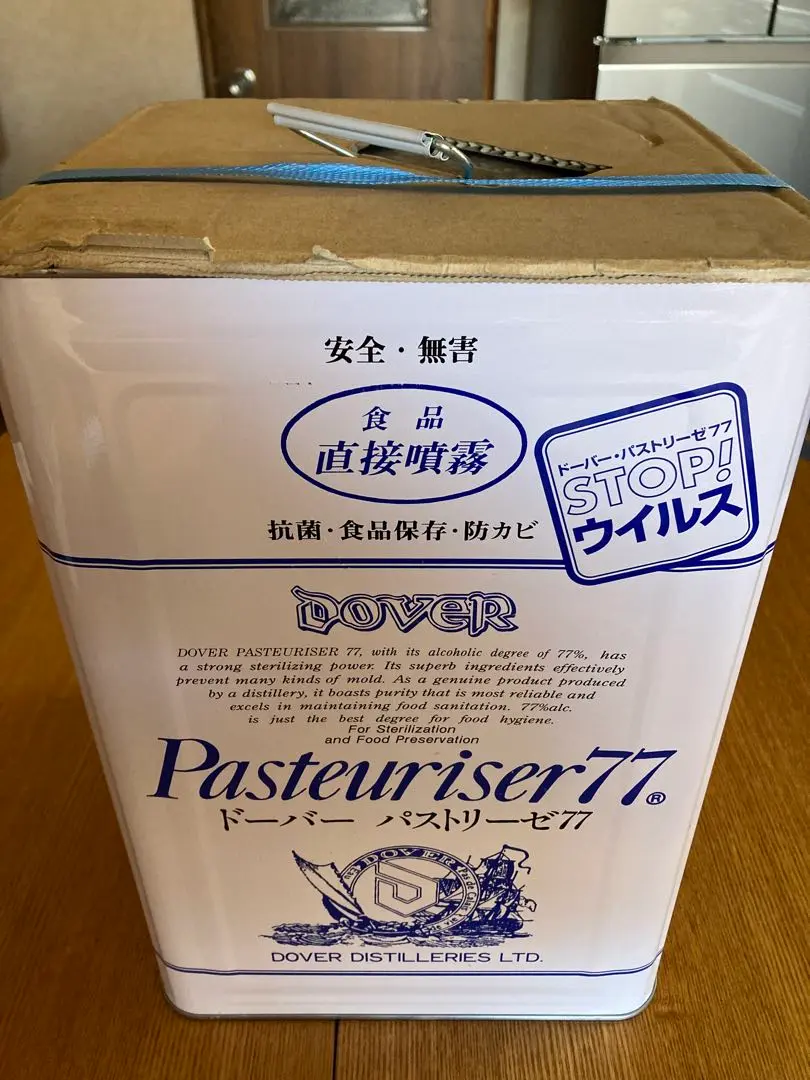 安全・無害
食品
直接噴霧
ドーバー・パストリーゼ77
STOP!
ウイルス
抗菌・食品保存・防カビ
DOVER
DOVER PASTEURISER 77, with its alcoholic degree of 77%, has
a strong sterilizing power. Its superb ingredients effectively
prevent many kinds of mold. As a genuine product produced
by a distillery, it boasts purity that is most reliable and
excels in maintaining food sanitation. 77%alc.
is just the best degree for food hygiene.
For Sterilization
and Food Preservation
Pasteuriser77®
ドーバー パストリーゼ77
DOVER
Pas de Calais
DOVER DISTILLERIES LTD.